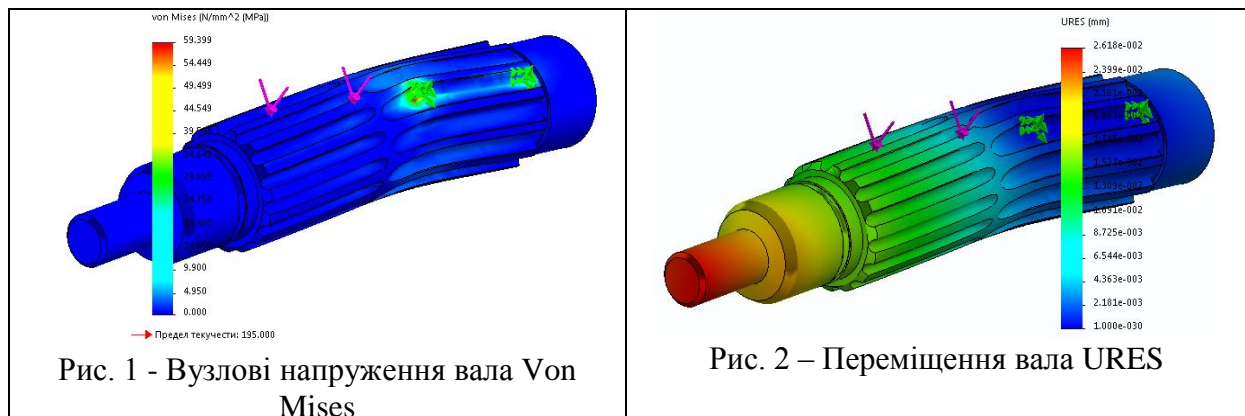 von Mises (N/mm^2 (MPa))
59.399
54.449
49.499
44.549
9.900
4.950
0.000
Предел текучести: 195.000
Рис. 1 - Вузлові напруження вала Von
Mises
URES (mm)
2.618e-002
2.399e-002
1.091e-002
8.725e-003
6.544e-003
4.363e-003
2.181e-003
1.000e-030
Рис. 2 – Переміщення вала URES